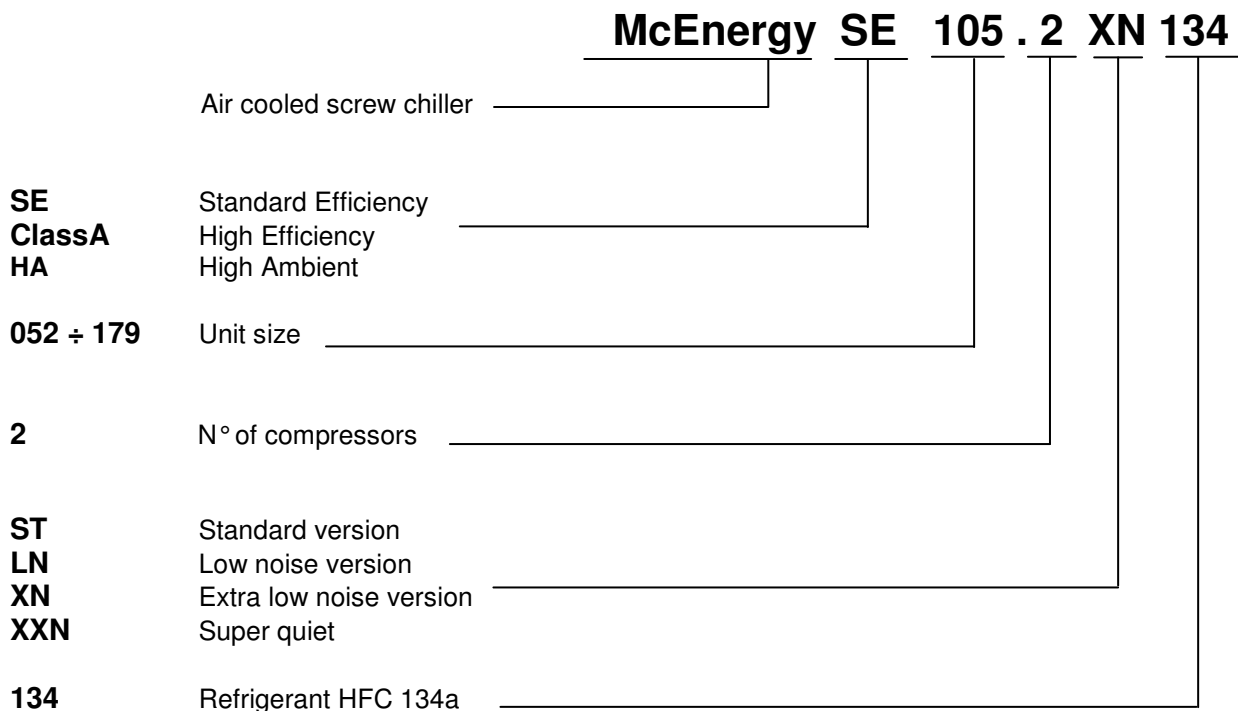 McEnergy SE 105 . 2 XN 134
Air cooled screw chiller
SE Standard Efficiency
ClassA High Efficiency
HA High Ambient
052 ÷ 179 Unit size
2 N° of compressors
ST Standard version
LN Low noise version
XN Extra low noise version
XXN Super quiet
134 Refrigerant HFC 134a